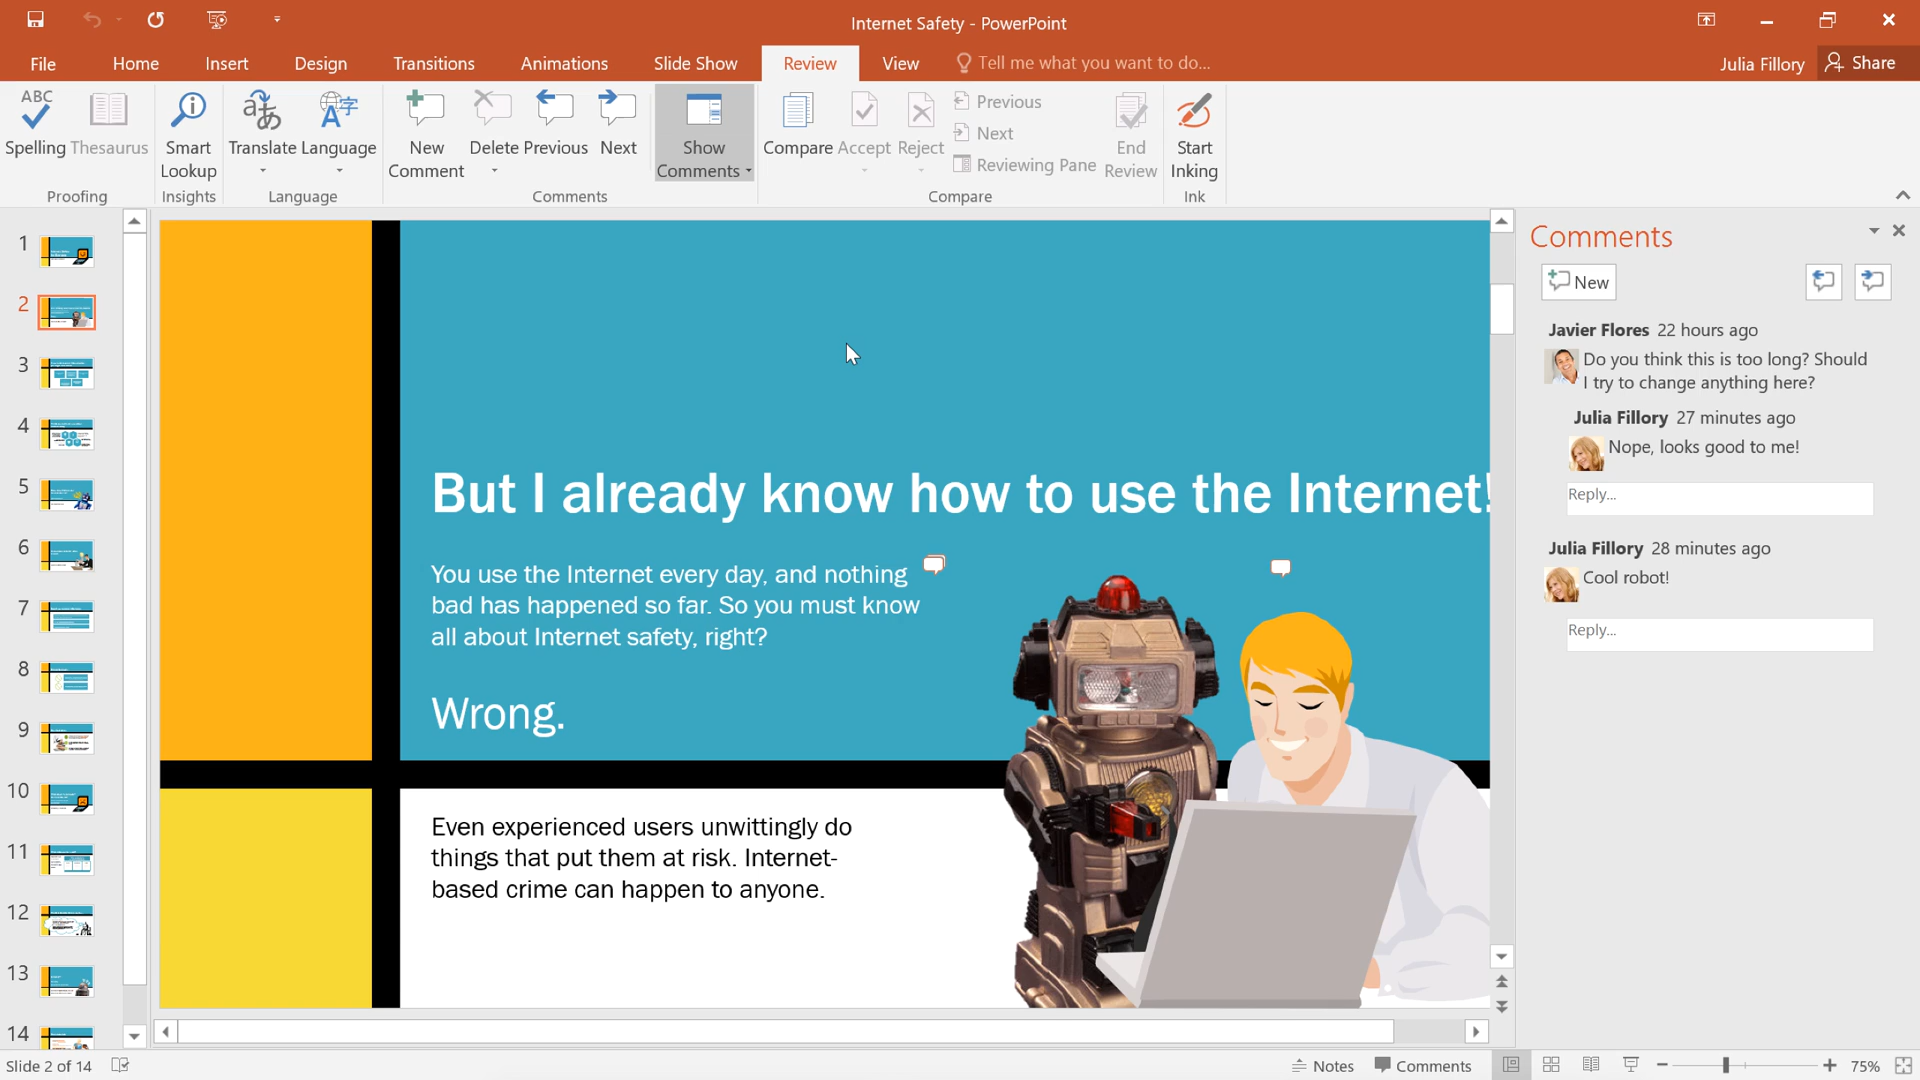 Internet Safety - PowerPoint
File Home Insert Design Transitions Animations Slide Show Review View Tell me what you want to do... Julia Fillory Share
ABC
Spelling Thesaurus
Smart
Lookup
Translate Language
New
Comment
Delete Previous Next
Show
Comments
Compare Accept Reject
Previous
Next
Reviewing Pane
End
Review
Start
Inking
Proofing Insights Language Comments Compare Ink
1
2
3
4
5
6
7
8
9
10
11
12
13
14
But I already know how to use the Internet!
You use the Internet every day, and nothing
bad has happened so far. So you must know
all about Internet safety, right?
Wrong.
Even experienced users unwittingly do
things that put them at risk. Internet-
based crime can happen to anyone.
Comments
New
Javier Flores 22 hours ago
Do you think this is too long? Should
I try to change anything here?
Julia Fillory 27 minutes ago
Nope, looks good to me!
Reply...
Julia Fillory 28 minutes ago
Cool robot!
Reply...
Slide 2 of 14 Notes Comments 75%